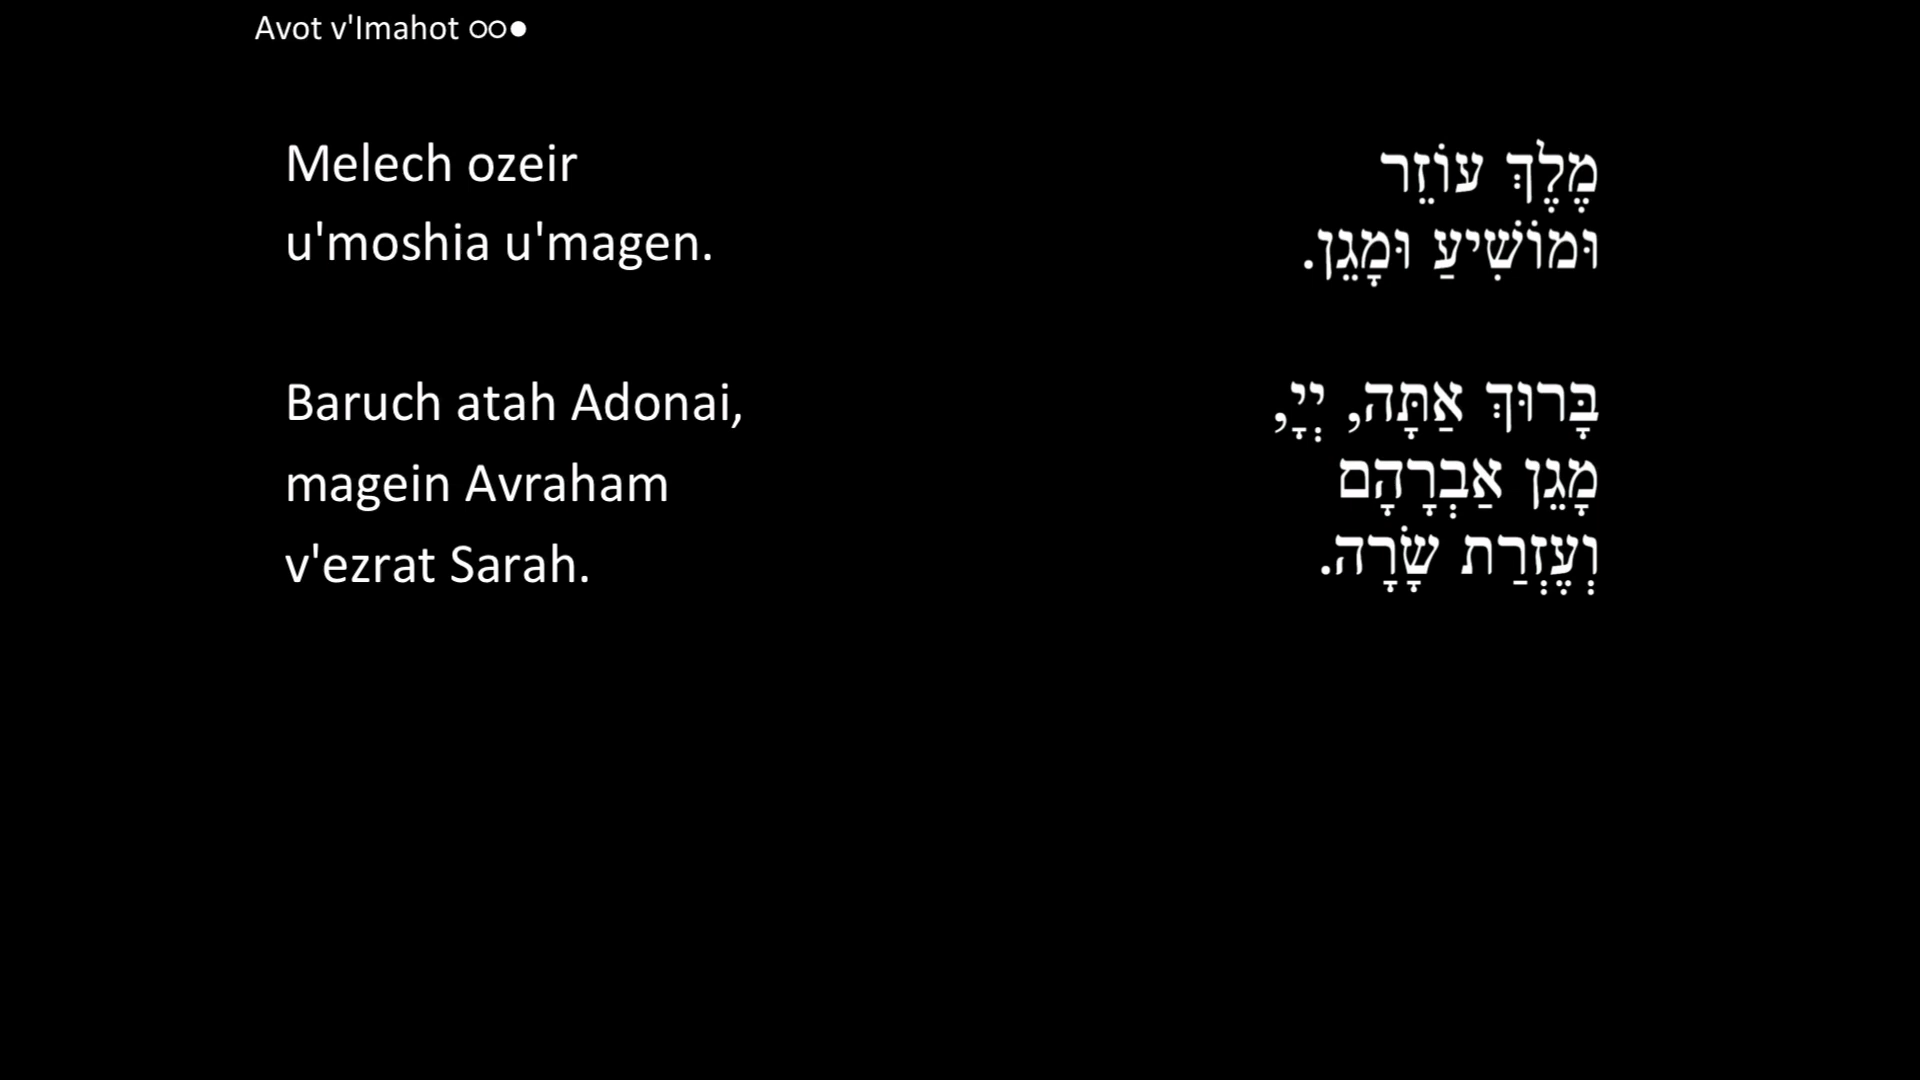 Avot v'Imahot ○○●
Melech ozeir
u'moshia u'magen.
Baruch atah Adonai,
magein Avraham
v'ezrat Sarah.
מֶלֶךְ עוֹזֵר
וּמוֹשִׁיעַ וּמָגֵן.
בָּרוּךְ אַתָּה, יְיָ,
מָגֵן אַבְרָהָם
וְעֶזְרַת שָׂרָה.